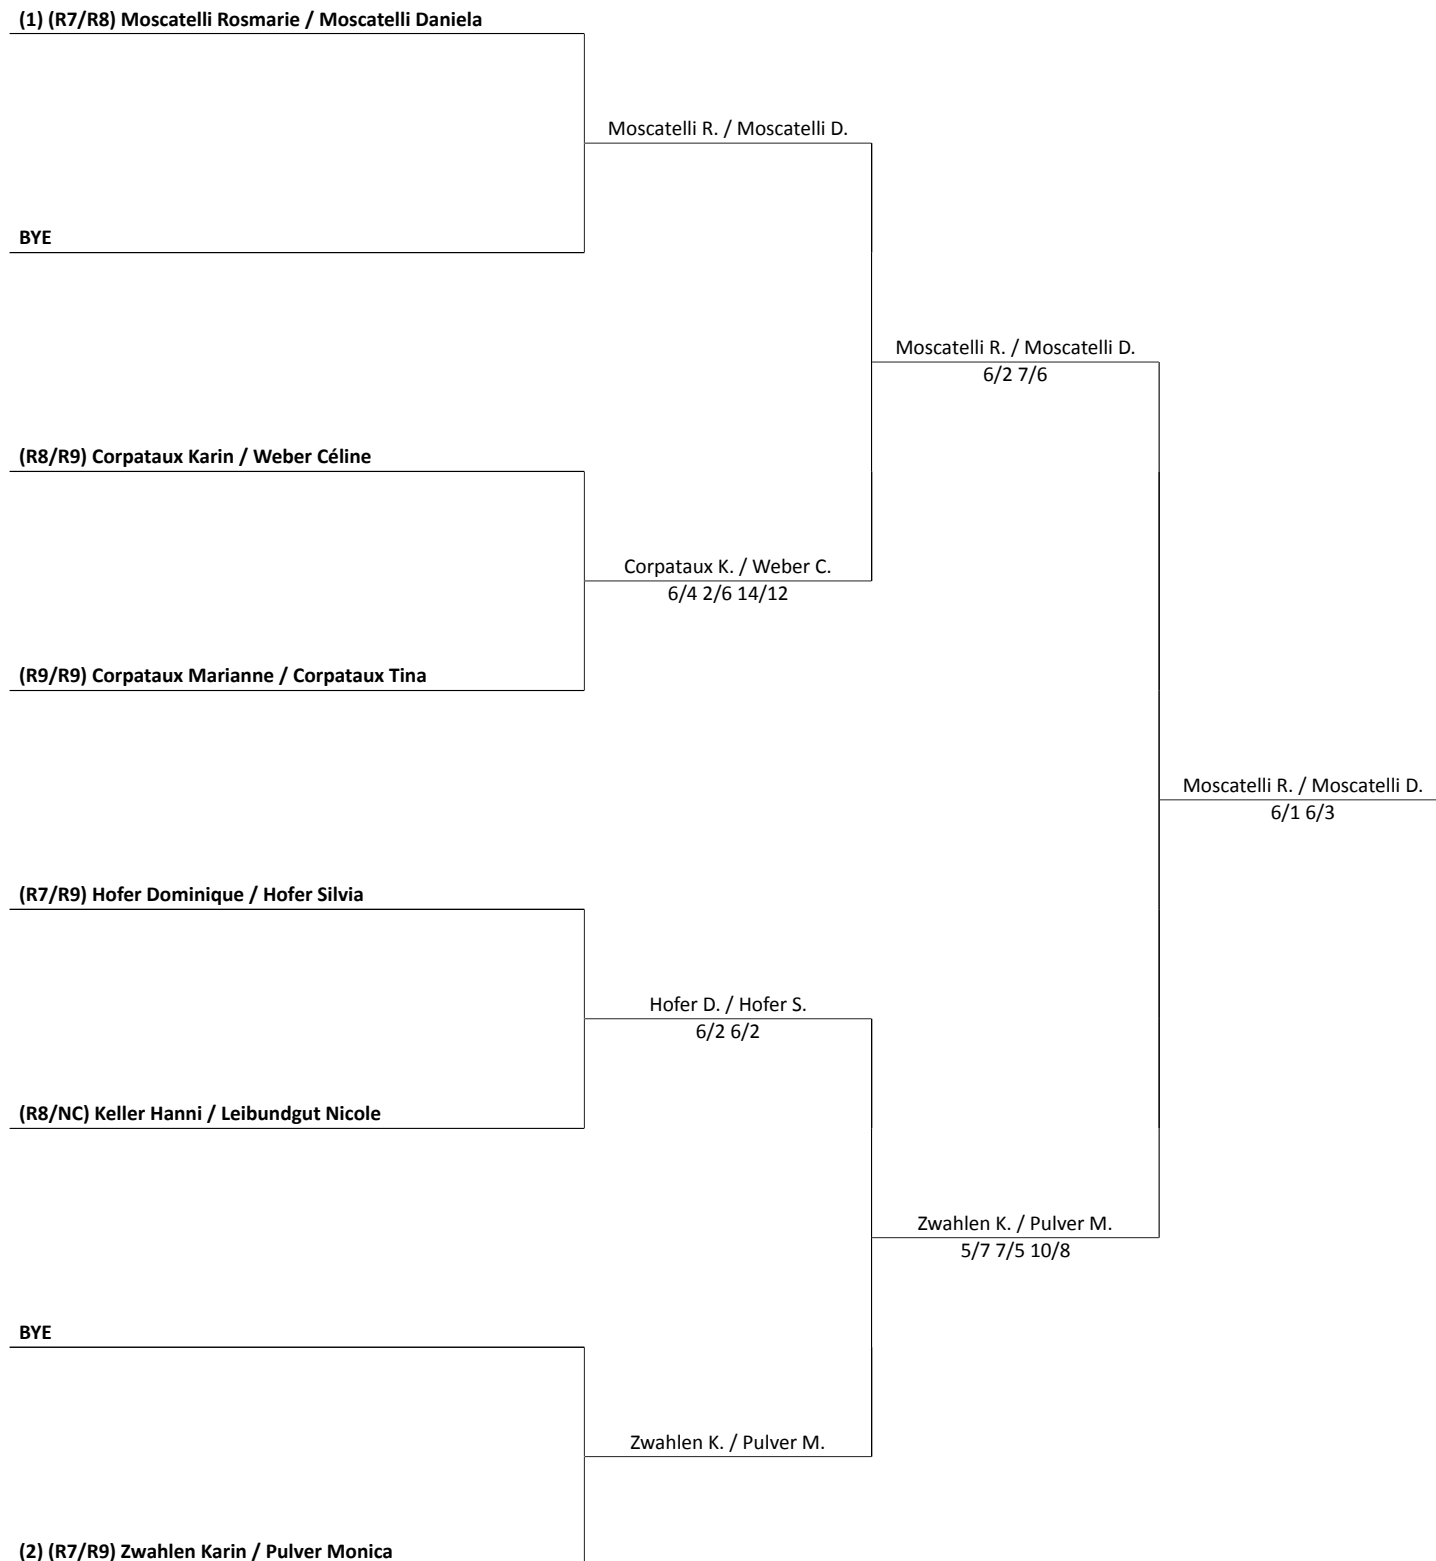 (1) (R7/R8) Moscatelli Rosmarie / Moscatelli Daniela
Moscatelli R. / Moscatelli D.
BYE
Moscatelli R. / Moscatelli D.
6/2 7/6
(R8/R9) Corpataux Karin / Weber Céline
Corpataux K. / Weber C.
6/4 2/6 14/12
(R9/R9) Corpataux Marianne / Corpataux Tina
Moscatelli R. / Moscatelli D.
6/1 6/3
(R7/R9) Hofer Dominique / Hofer Silvia
Hofer D. / Hofer S.
6/2 6/2
(R8/NC) Keller Hanni / Leibundgut Nicole
Zwahlen K. / Pulver M.
5/7 7/5 10/8
BYE
Zwahlen K. / Pulver M.
(2) (R7/R9) Zwahlen Karin / Pulver Monica